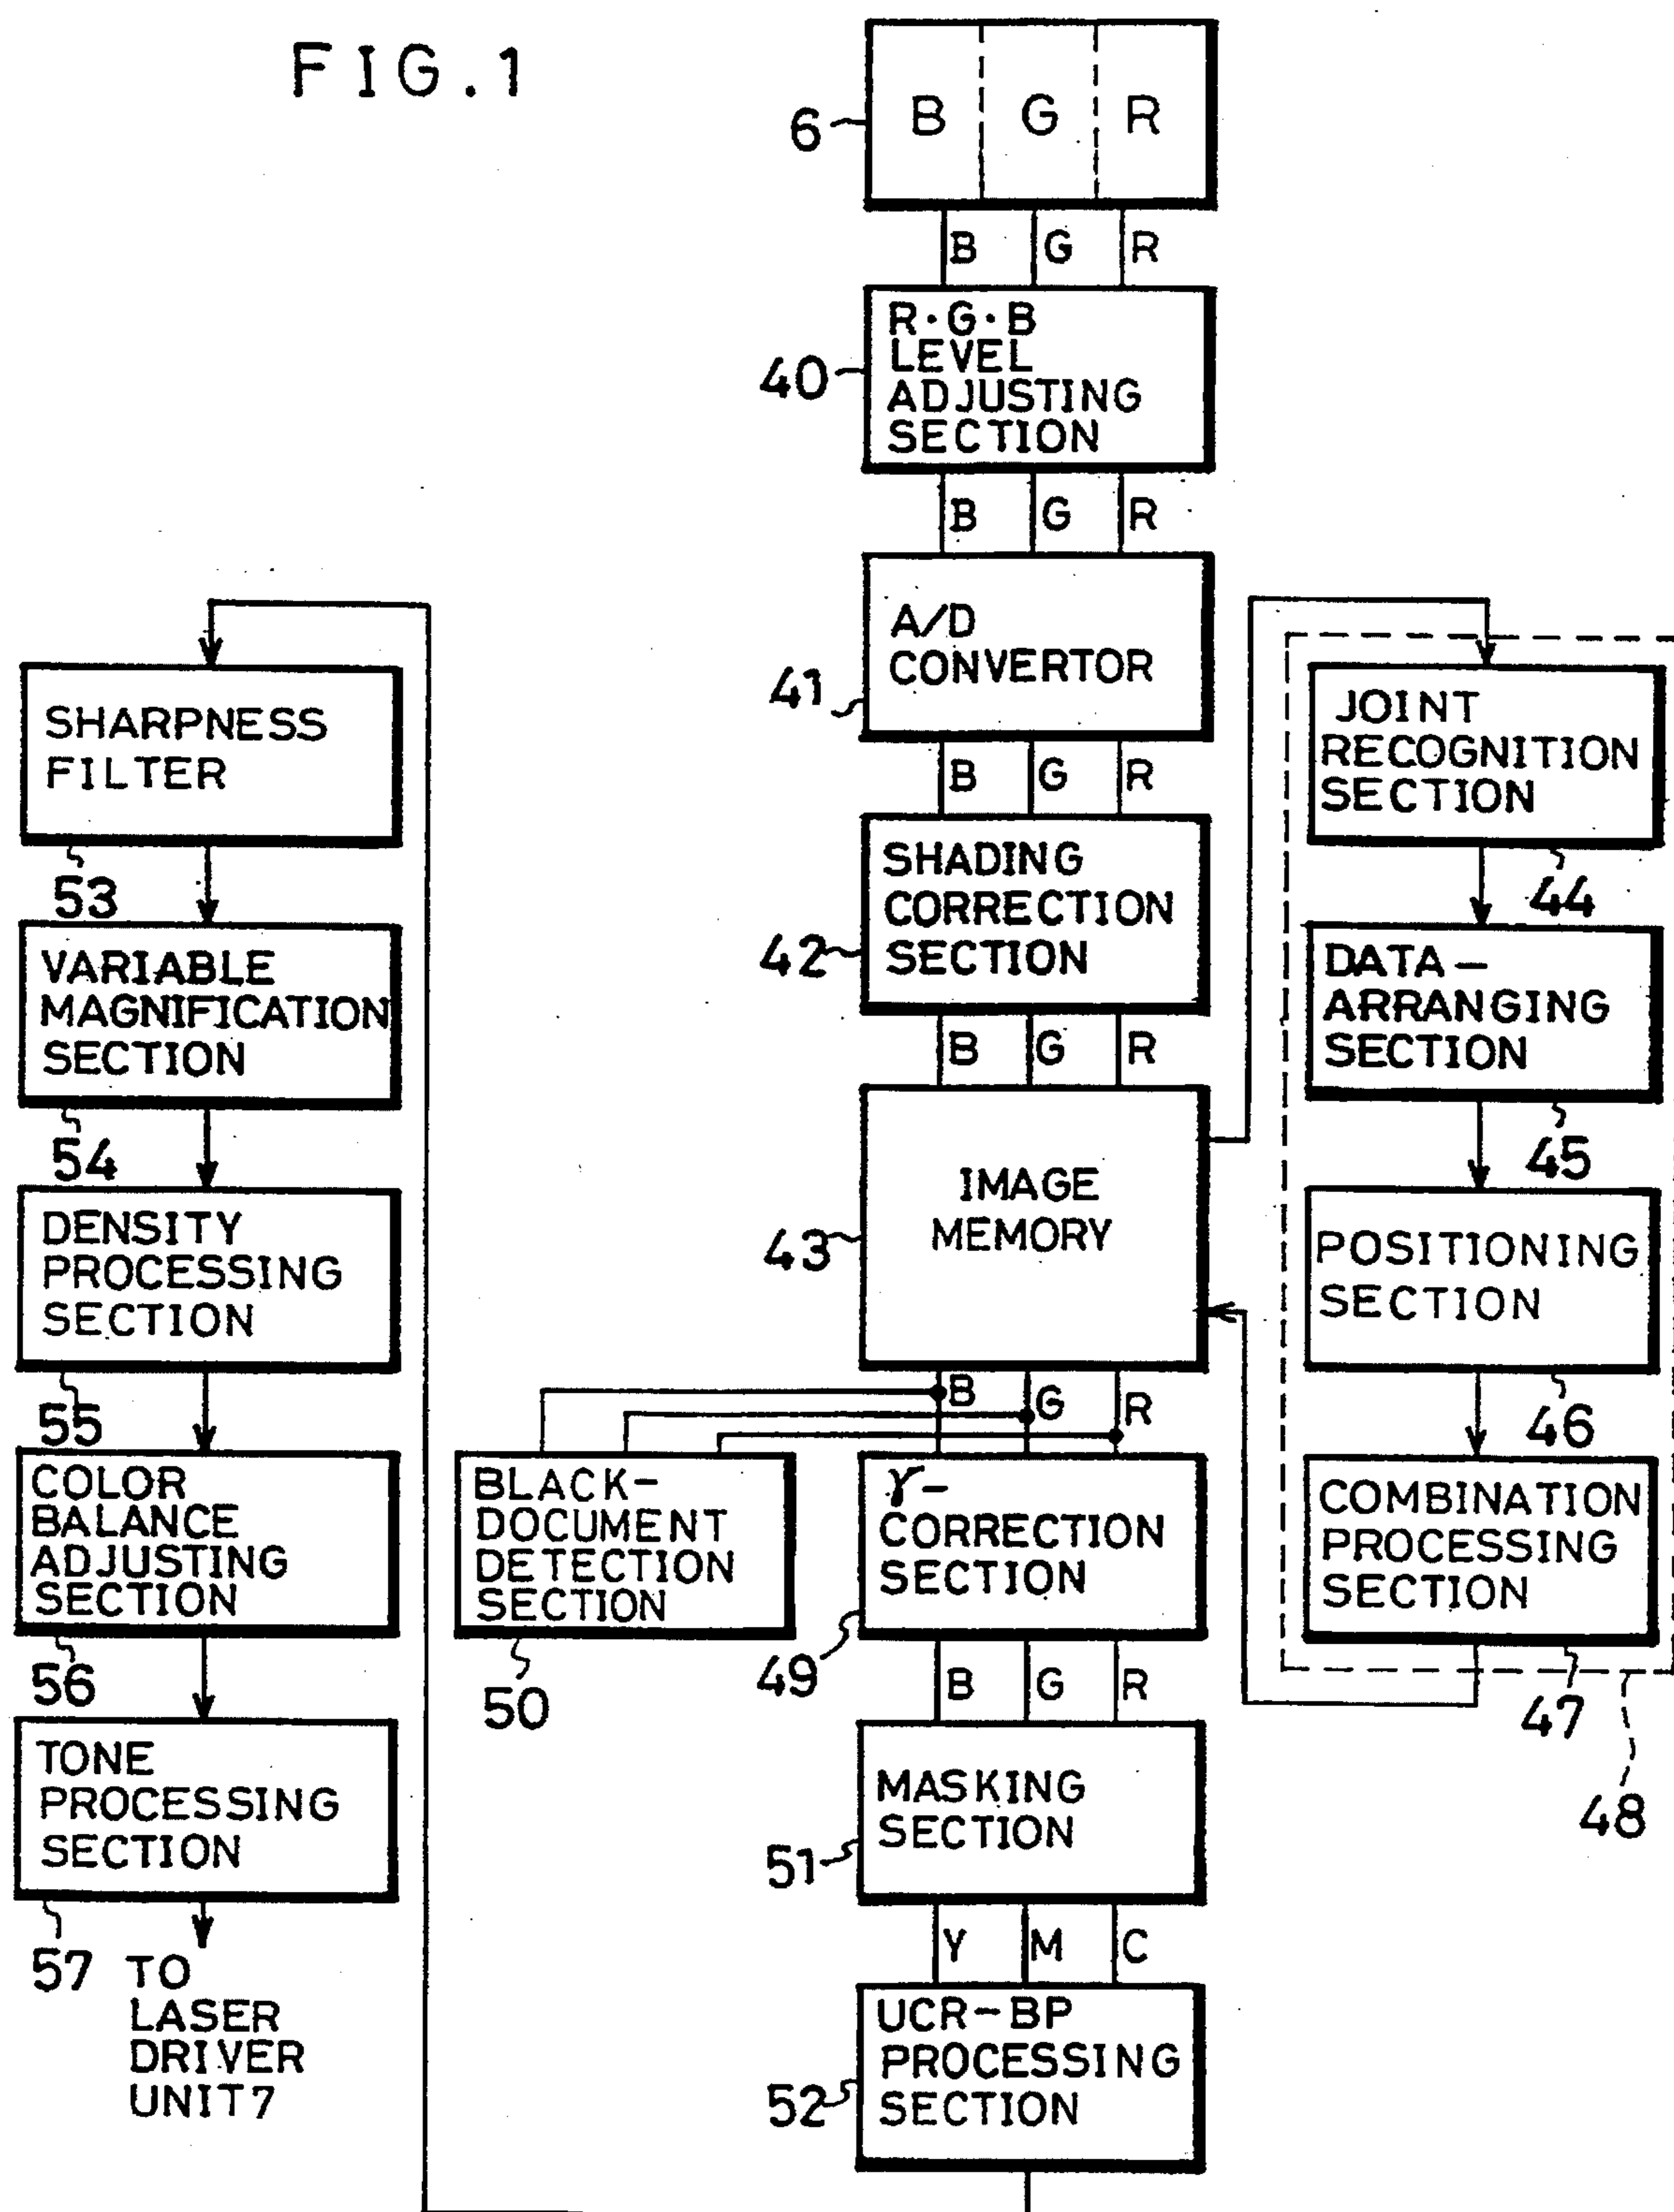 FIG.1
6
B G R
B G R
40
R·G·B
LEVEL
ADJUSTING
SECTION
B G R
41
A/D
CONVERTOR
B G R
42
SHADING
CORRECTION
SECTION
B G R
43
IMAGE
MEMORY
JOINT
RECOGNITION
SECTION
44
DATA-
ARRANGING
SECTION
45
POSITIONING
SECTION
46
COMBINATION
PROCESSING
SECTION
47
48
B G R
BLACK-
DOCUMENT
DETECTION
SECTION
50
γ-
CORRECTION
SECTION
49
B G R
51
MASKING
SECTION
Y M C
52
UCR-BP
PROCESSING
SECTION
SHARPNESS
FILTER
53
VARIABLE
MAGNIFICATION
SECTION
54
DENSITY
PROCESSING
SECTION
55
COLOR
BALANCE
ADJUSTING
SECTION
56
TONE
PROCESSING
SECTION
57
TO
LASER
DRIVER
UNIT7